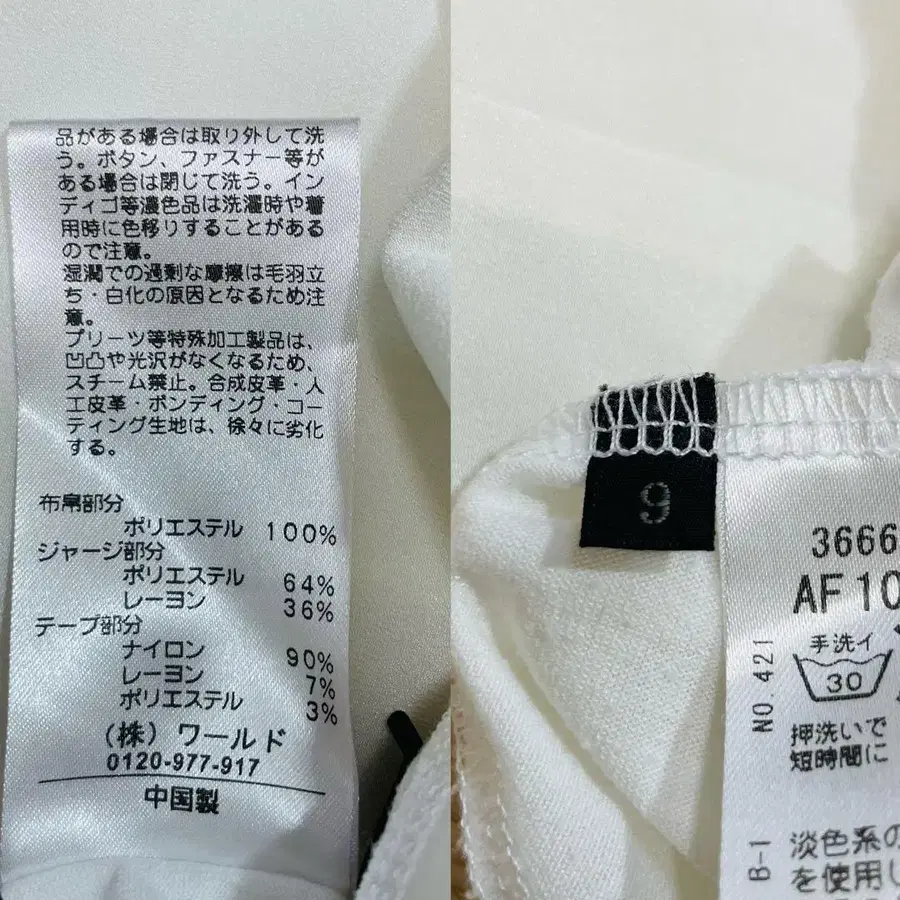 品がある場合は取り外して洗
う。ボタン、ファスナー等が
ある場合は閉じて洗う。イン
ディゴ等濃色品は洗濯時や着
用時に色移りすることがある
ので注意。
湿潤での過剰な摩擦は毛羽立
ち・白化の原因となるため注
意。
プリーツ等特殊加工製品は、
凹凸や光沢がなくなるため、
スチーム禁止。合成皮革・人
工皮革・ボンディング・コー
ティング生地は、徐々に劣化
する。
布帛部分
ポリエステル 100%
ジャージ部分
ポリエステル 64%
レーヨン 36%
テープ部分
ナイロン 90%
レーヨン 7%
ポリエステル 3%
(株) ワールド
0120-977-917
中国製
9
3666
AF10
NO.421
手洗イ
30
押洗いで
短時間に
B-1
淡色系の
を使用し